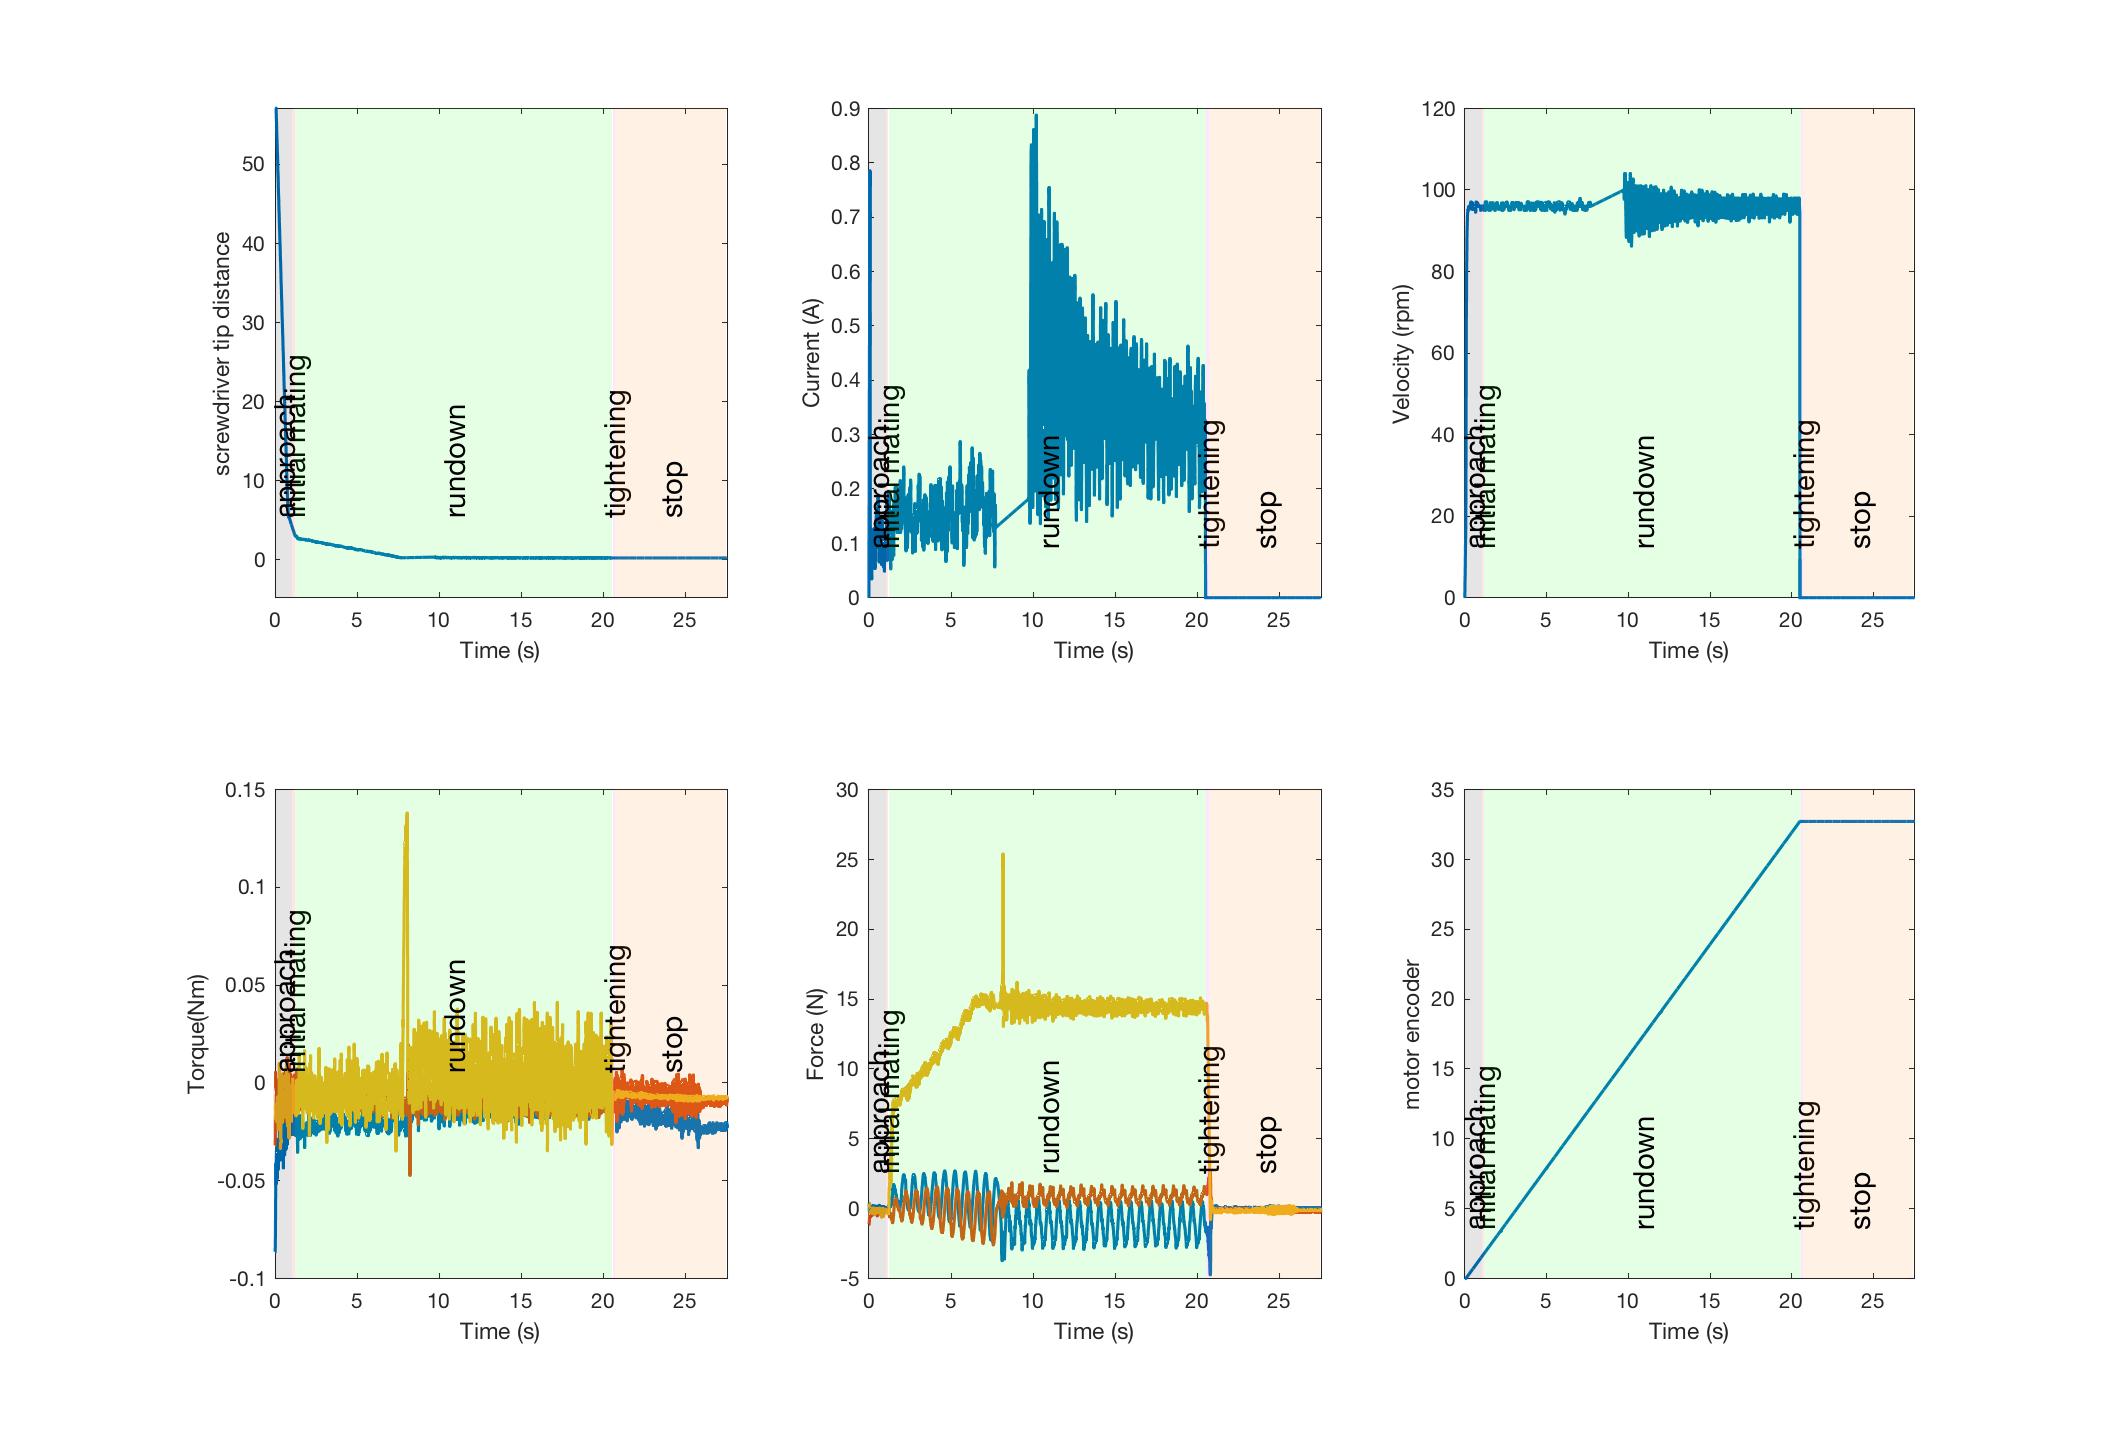 screwdriver tip distance
50
40
30
20
10
0
approach
initial mating
rundown
tightening
stop
0 5 10 15 20 25
Time (s)
Current (A)
0.9
0.8
0.7
0.6
0.5
0.4
0.3
0.2
0.1
0
approach
initial mating
rundown
tightening
stop
0 5 10 15 20 25
Time (s)
Velocity (rpm)
120
100
80
60
40
20
0
approach
initial mating
rundown
tightening
stop
0 5 10 15 20 25
Time (s)
Torque(Nm)
0.15
0.1
0.05
0
-0.05
-0.1
approach
initial mating
rundown
tightening
stop
0 5 10 15 20 25
Time (s)
Force (N)
30
25
20
15
10
5
0
-5
approach
initial mating
rundown
tightening
stop
0 5 10 15 20 25
Time (s)
motor encoder
35
30
25
20
15
10
5
0
approach
initial mating
rundown
tightening
stop
0 5 10 15 20 25
Time (s)